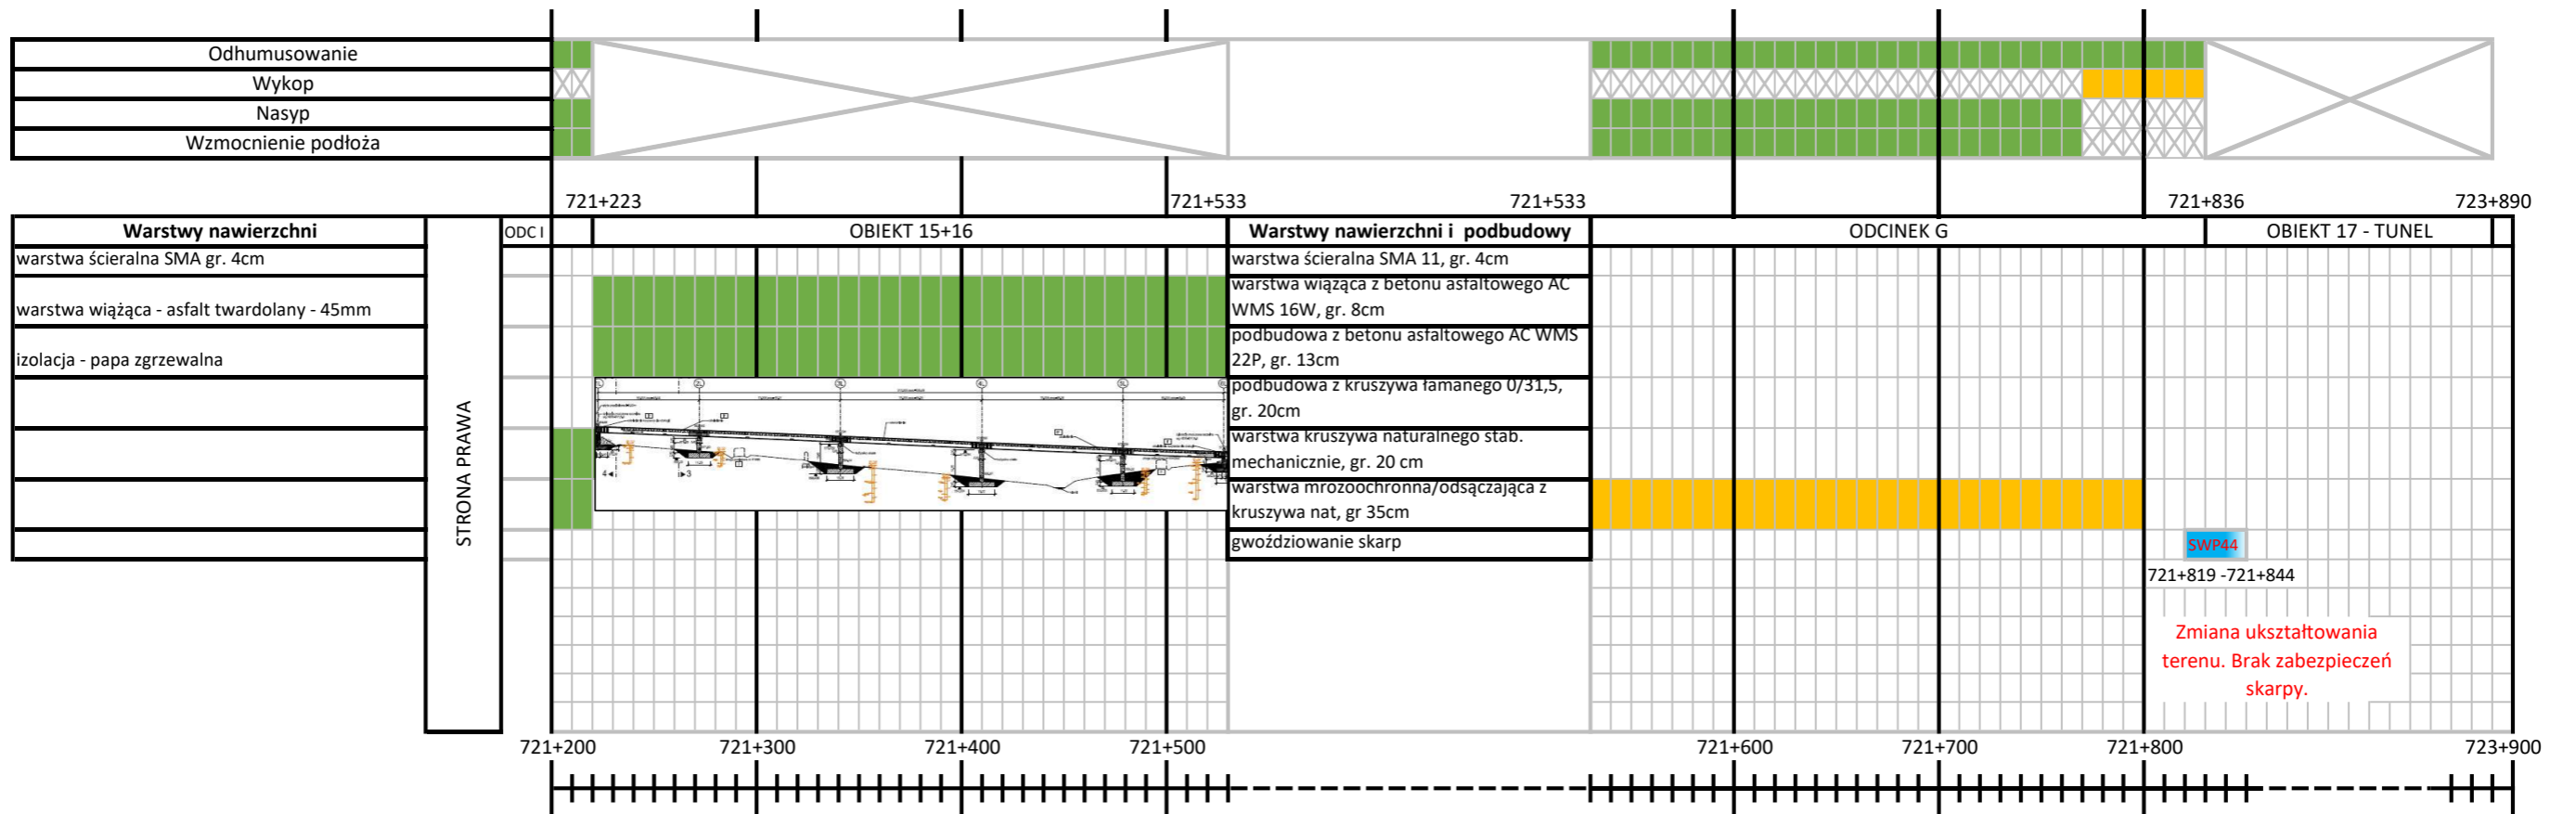 Odhumusowanie
Wykop
Nasyp
Wzmocnienie podłoża
721+223
721+533
721+533
721+836
723+890
Warstwy nawierzchni
STRONA PRAWA
ODC I
OBIEKT 15+16
Warstwy nawierzchni i podbudowy
ODCINEK G
OBIEKT 17 - TUNEL
warstwa ścieralna SMA gr. 4cm
warstwa wiążąca - asfalt twardolany - 45mm
izolacja - papa zgrzewalna
warstwa ścieralna SMA 11, gr. 4cm
warstwa wiążąca z betonu asfaltowego AC
WMS 16W, gr. 8cm
podbudowa z betonu asfaltowego AC WMS
22P, gr. 13cm
podbudowa z kruszywa łamanego 0/31,5,
gr. 20cm
warstwa kruszywa naturalnego stab.
mechanicznie, gr. 20 cm
warstwa mrozoochronna/odsączająca z
kruszywa nat, gr 35cm
gwoździowanie skarp
SWP44
721+819 -721+844
Zmiana ukształtowania
terenu. Brak zabezpieczeń
skarpy.
721+200
721+300
721+400
721+500
721+600
721+700
721+800
723+900